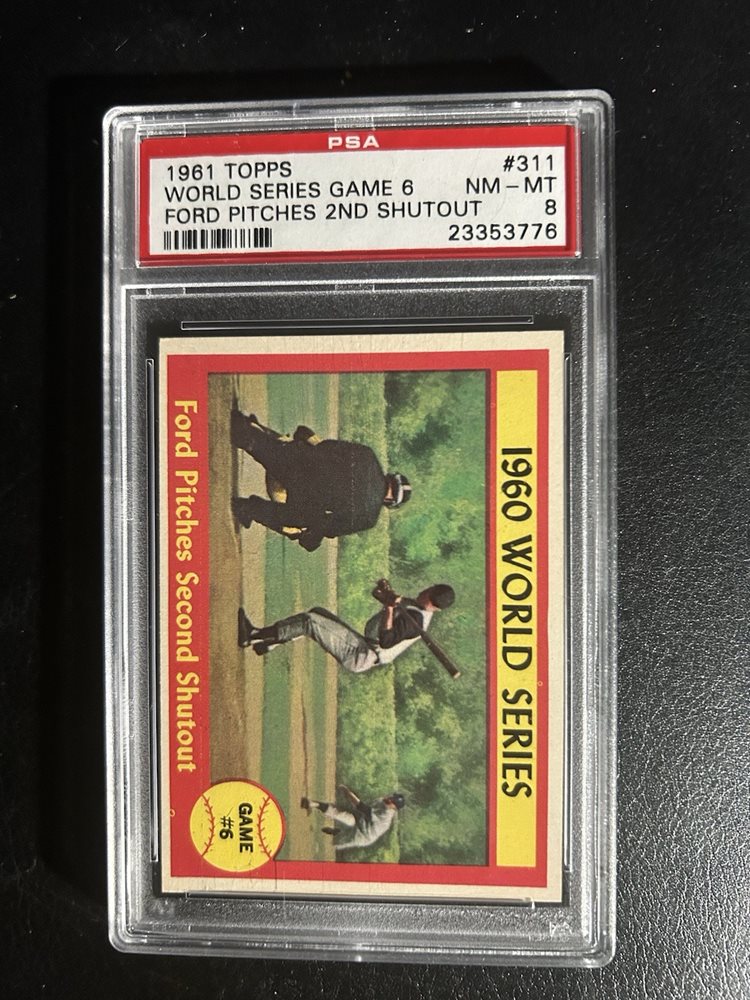 PSA
1961 TOPPS #311
WORLD SERIES GAME 6 NM - MT
FORD PITCHES 2ND SHUTOUT 8
23353776
1960 WORLD SERIES
Ford Pitches Second Shutout
GAME
#6